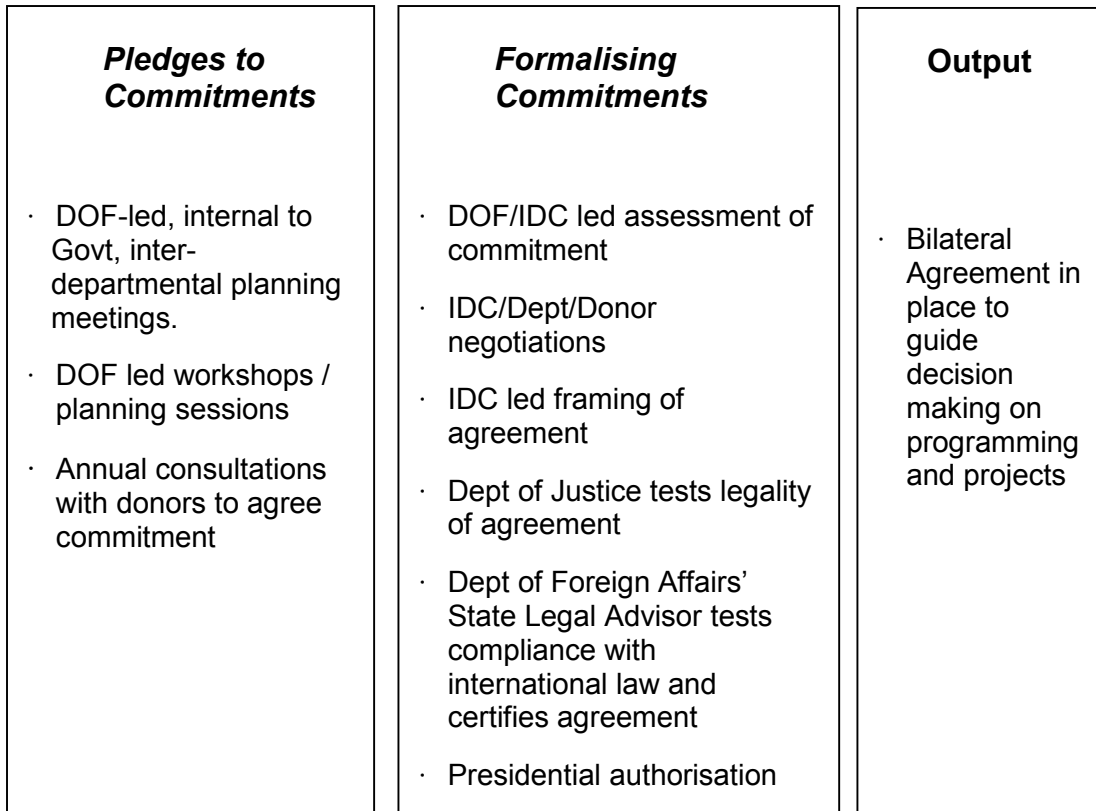 Pledges to
Commitments
· DOF-led, internal to
Govt, inter-
departmental planning
meetings.
· DOF led workshops /
planning sessions
· Annual consultations
with donors to agree
commitment
Formalising
Commitments
· DOF/IDC led assessment of
commitment
· IDC/Dept/Donor
negotiations
· IDC led framing of
agreement
· Dept of Justice tests legality
of agreement
· Dept of Foreign Affairs’
State Legal Advisor tests
compliance with
international law and
certifies agreement
· Presidential authorisation
Output
· Bilateral
Agreement in
place to
guide
decision
making on
programming
and projects